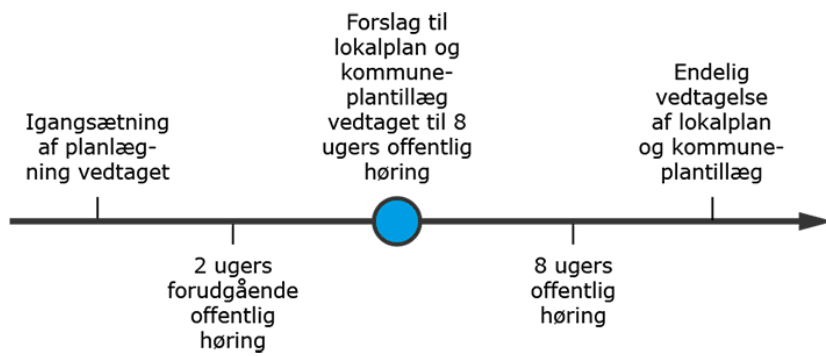 Igangsætning
af planlæg-
ning vedtaget
2 ugers
forudgående
offentlig
høring
Forslag til
lokalplan og
kommune-
plantillæg
vedtaget til 8
ugers offentlig
høring
8 ugers
offentlig
høring
Endelig
vedtagelse
af lokalplan
og kommune-
plantillæg